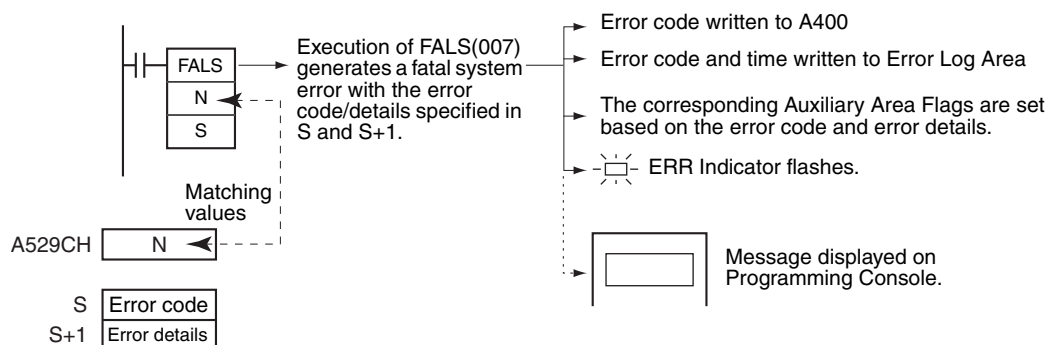 FALS
N
S
Execution of FALS(007)
generates a fatal system
error with the error
code/details specified in
S and S+1.
Error code written to A400
Error code and time written to Error Log Area
The corresponding Auxiliary Area Flags are set
based on the error code and error details.
ERR Indicator flashes.
Matching
values
A529CH N
Message displayed on
Programming Console.
S Error code
S+1 Error details